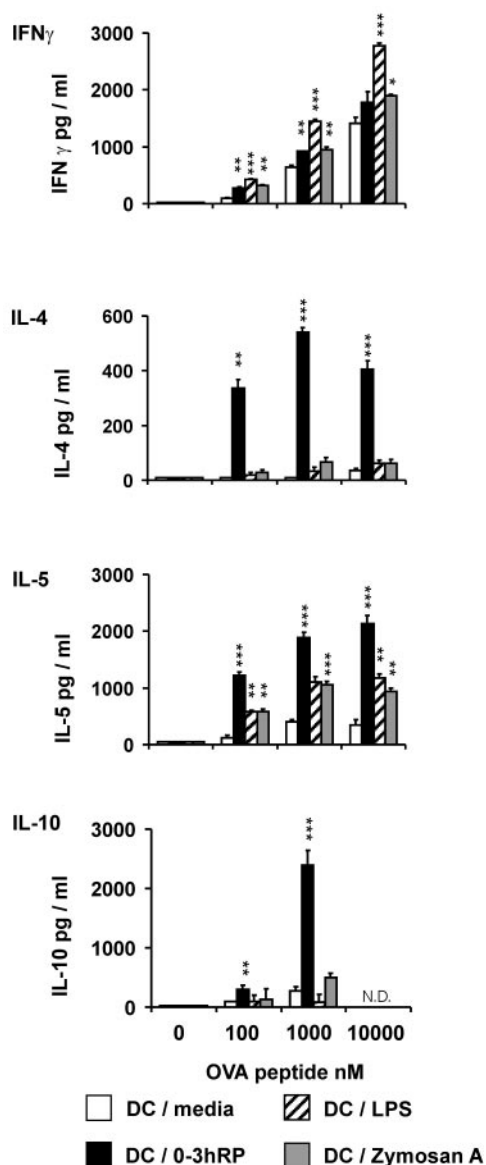 IFNγ
IFN γ pg / ml
3000
2000
1000
0
** *** **
** *** **
*** *
IL-4
IL-4 pg / ml
600
400
200
0
**
***
***
IL-5
IL-5 pg / ml
3000
2000
1000
0
*** ** **
*** ***
*** ** **
IL-10
IL-10 pg / ml
3000
2000
1000
0
**
***
N.D.
0 100 1000 10000
OVA peptide nM
DC / media DC / LPS
DC / 0-3hRP DC / Zymosan A